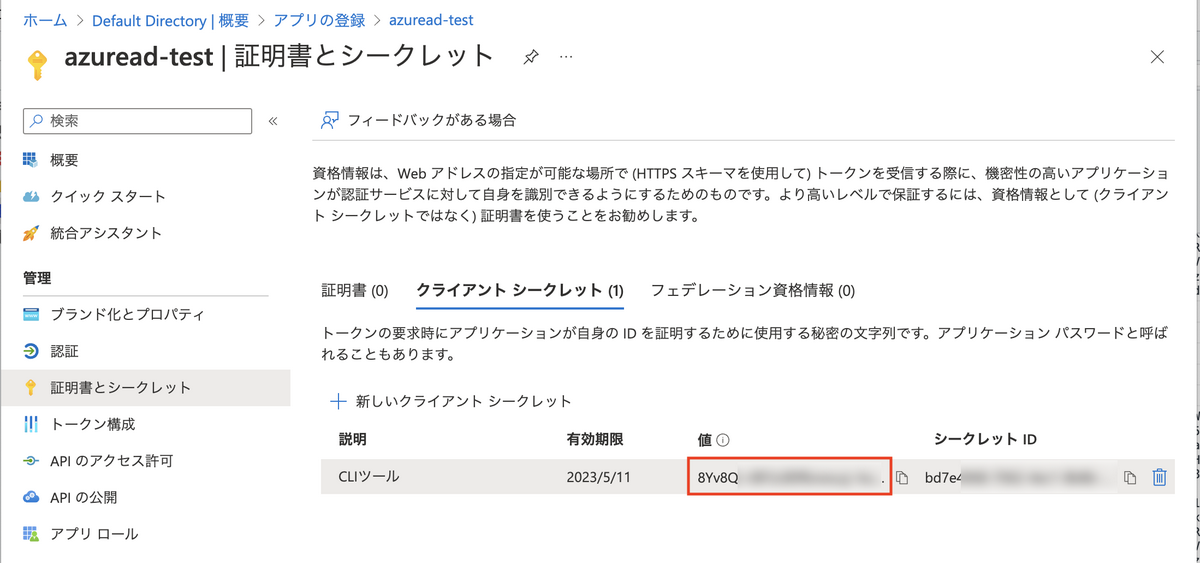 ホーム > Default Directory | 概要 > アプリの登録 > azuread-test
azuread-test | 証明書とシークレット
検索
概要
クイック スタート
統合アシスタント
管理
ブランド化とプロパティ
認証
証明書とシークレット
トークン構成
API のアクセス許可
API の公開
アプリ ロール
フィードバックがある場合
資格情報は、Web アドレスの指定が可能な場所で (HTTPS スキーマを使用して) トークンを受信する際に、機密性の高いアプリケーショ
ンが認証サービスに対して自身を識別できるようにするためのものです。より高いレベルで保証するには、資格情報として (クライアン
ト シークレットではなく) 証明書を使うことをお勧めします。
証明書 (0) クライアント シークレット (1) フェデレーション資格情報 (0)
トークンの要求時にアプリケーションが自身の ID を証明するために使用する秘密の文字列です。アプリケーション パスワードと呼ば
れることもあります。
新しいクライアント シークレット
説明 有効期限 値 シークレット ID
CLIツール 2023/5/11 8Yv8Q bd7e4